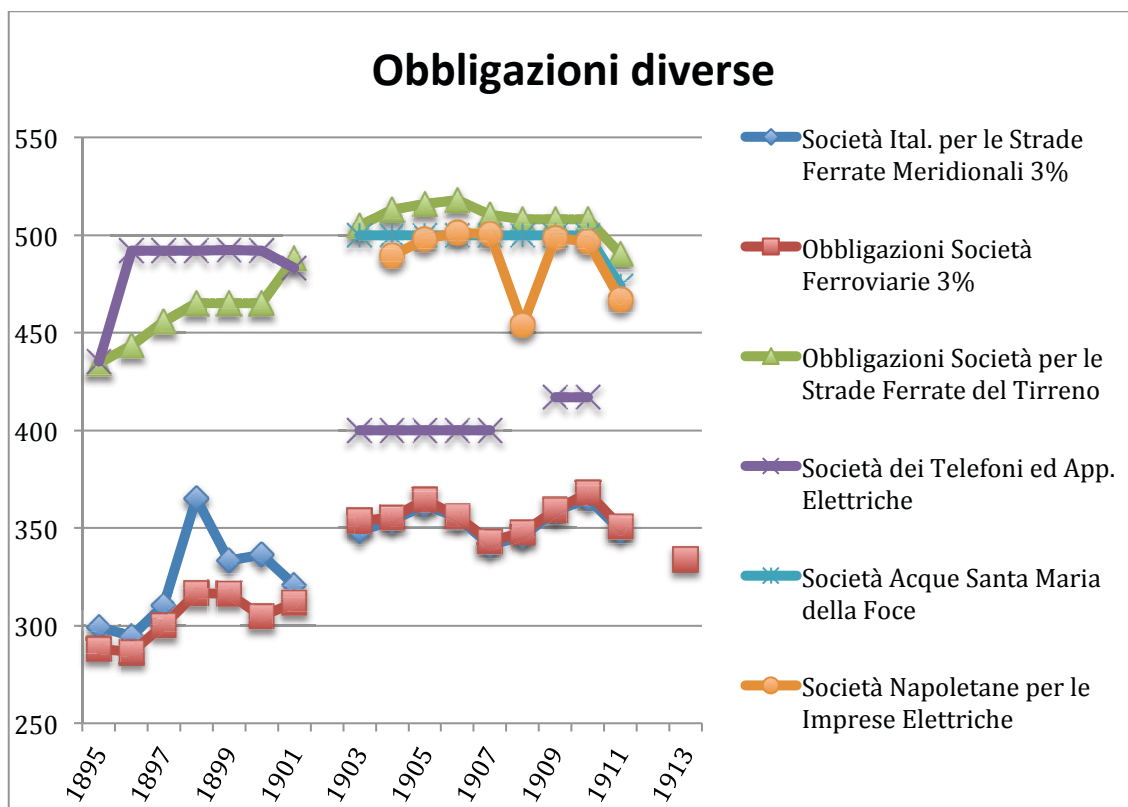 Obbligazioni diverse
550
500
450
400
350
300
250
1895
1897
1899
1901
1903
1905
1907
1909
1911
1913
Società Ital. per le Strade
Ferrate Meridionali 3%
Obbligazioni Società
Ferroviarie 3%
Obbligazioni Società per le
Strade Ferrate del Tirreno
Società dei Telefoni ed App.
Elettriche
Società Acque Santa Maria
della Foce
Società Napoletane per le
Imprese Elettriche